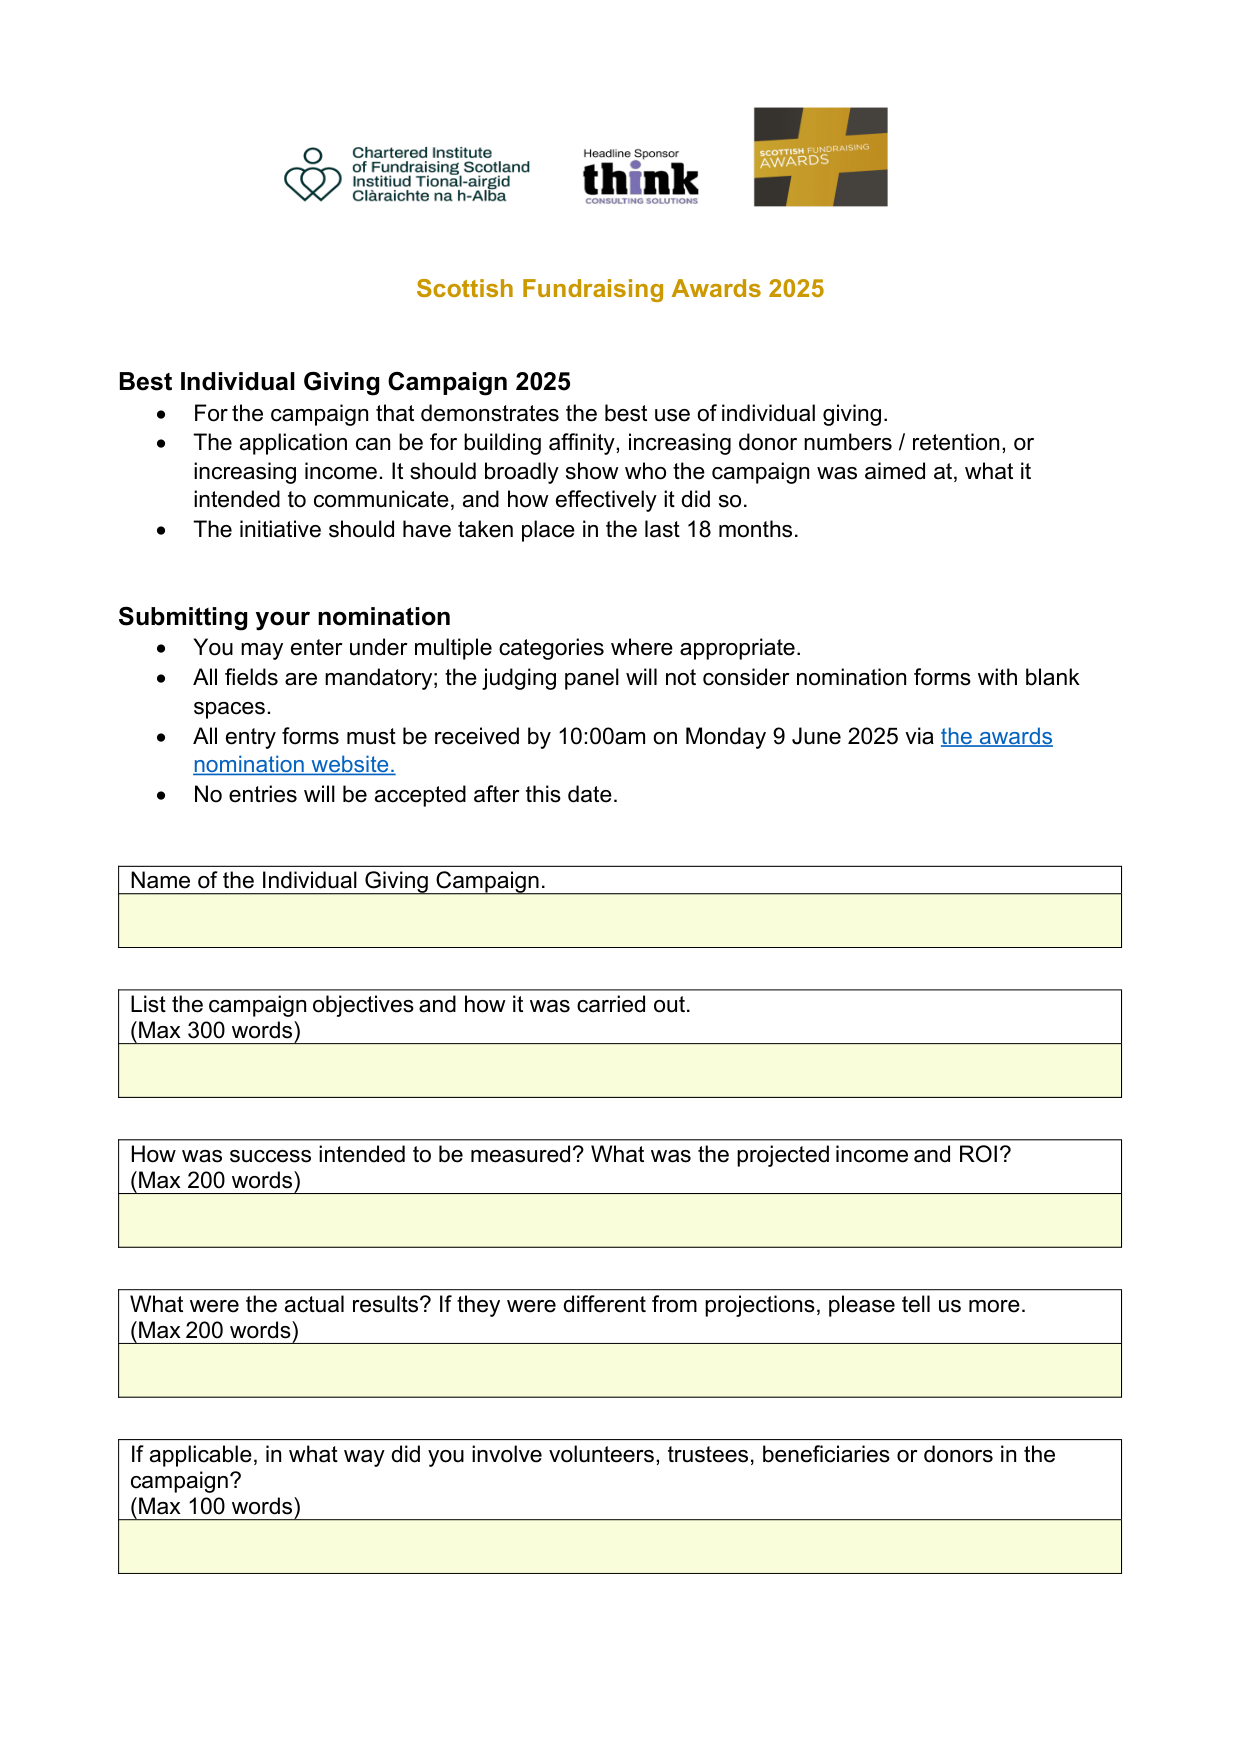 Chartered Institute
of Fundraising Scotland
Institiud Tional-airgid
Clàraichte na h-Alba
Headline Sponsor
think
CONSULTING SOLUTIONS
SCOTTISH FUNDRAISING
AWARDS
Scottish Fundraising Awards 2025
Best Individual Giving Campaign 2025
• For the campaign that demonstrates the best use of individual giving.
• The application can be for building affinity, increasing donor numbers / retention, or
increasing income. It should broadly show who the campaign was aimed at, what it
intended to communicate, and how effectively it did so.
• The initiative should have taken place in the last 18 months.
Submitting your nomination
• You may enter under multiple categories where appropriate.
• All fields are mandatory; the judging panel will not consider nomination forms with blank
spaces.
• All entry forms must be received by 10:00am on Monday 9 June 2025 via the awards
nomination website.
• No entries will be accepted after this date.
Name of the Individual Giving Campaign.
List the campaign objectives and how it was carried out.
(Max 300 words)
How was success intended to be measured? What was the projected income and ROI?
(Max 200 words)
What were the actual results? If they were different from projections, please tell us more.
(Max 200 words)
If applicable, in what way did you involve volunteers, trustees, beneficiaries or donors in the
campaign?
(Max 100 words)